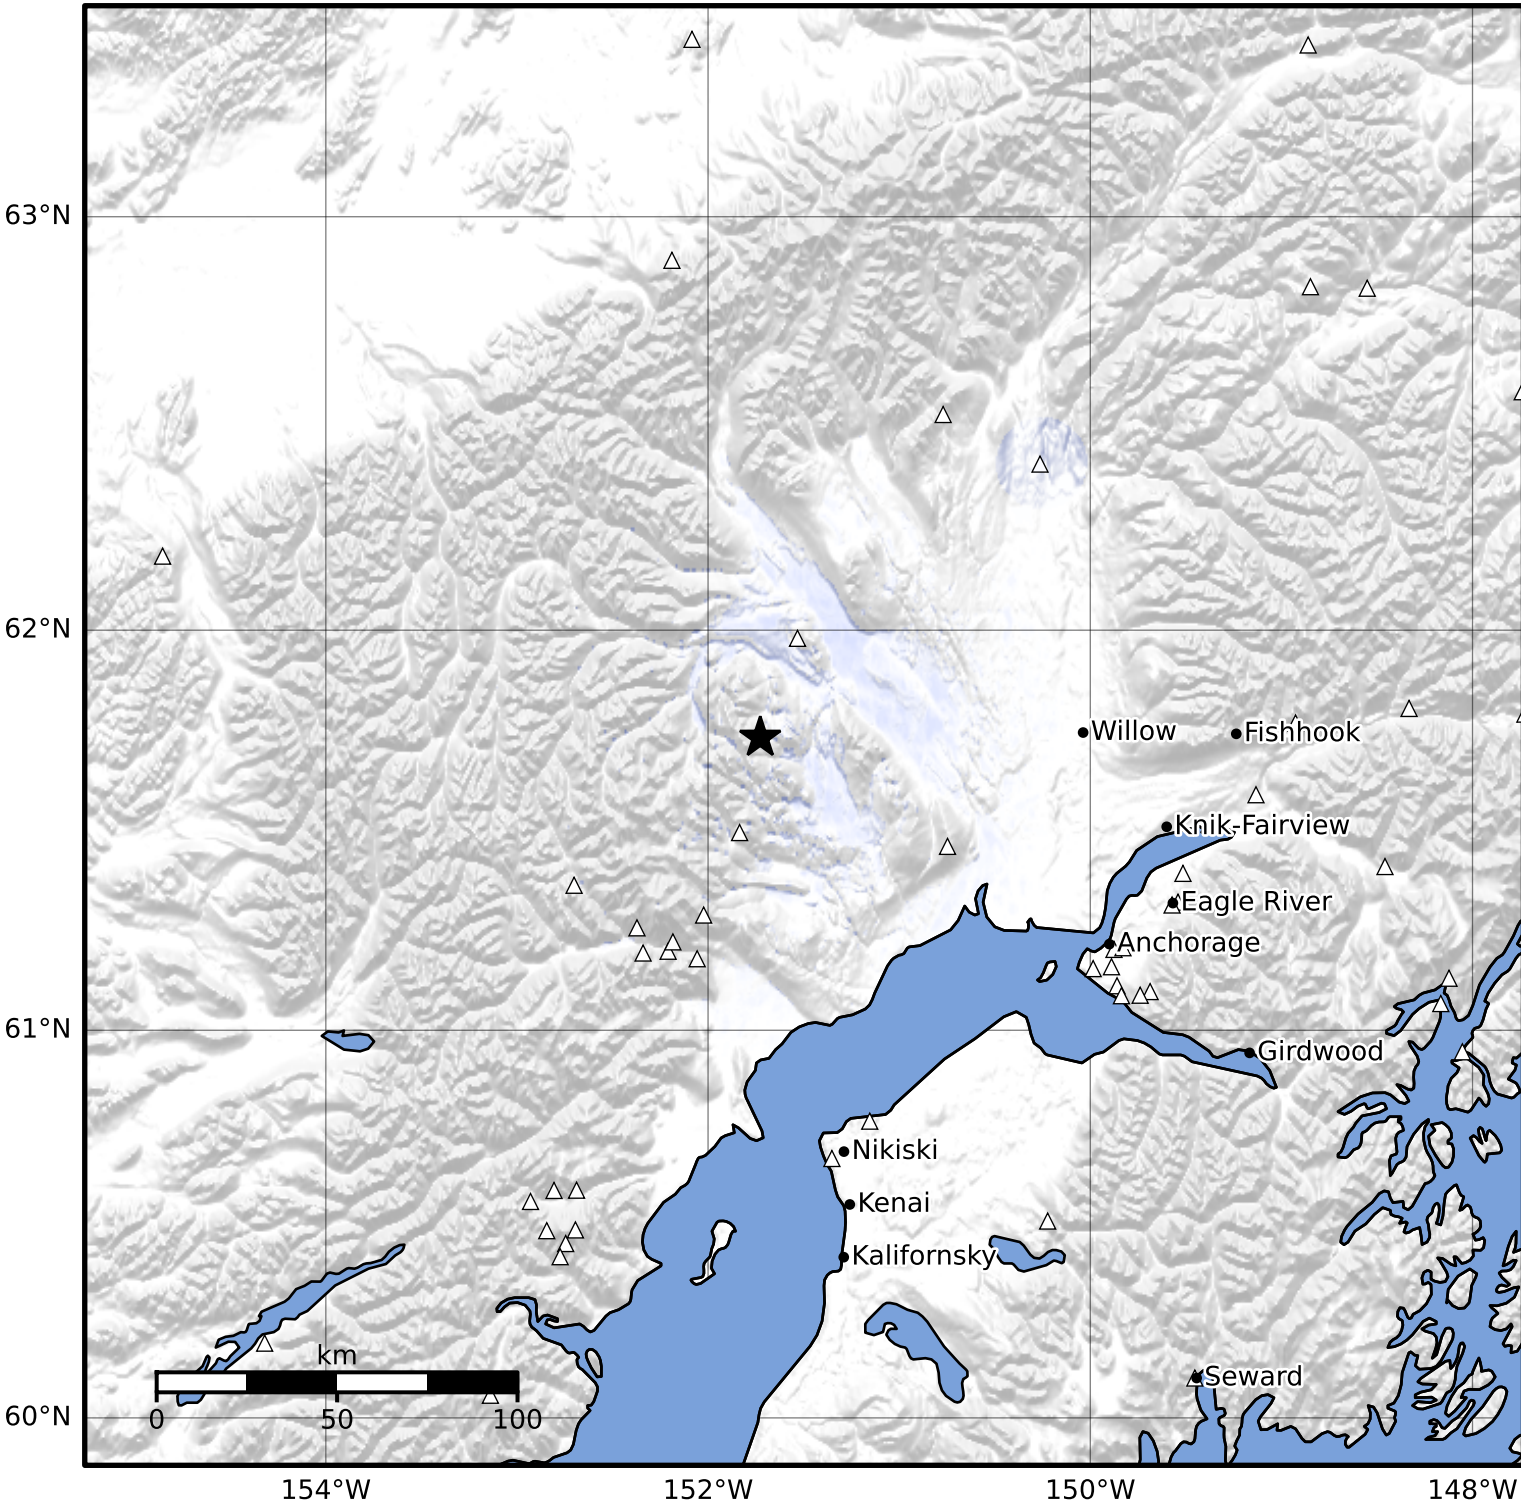 63°N
62°N
Willow
Fishhook
Knik-Fairview
Eagle River
Anchorage
61°N
Girdwood
Nikiski
Kenai
Kalifornsky
km
Seward
0 50 100
60°N
154°W 152°W 150°W 148°W